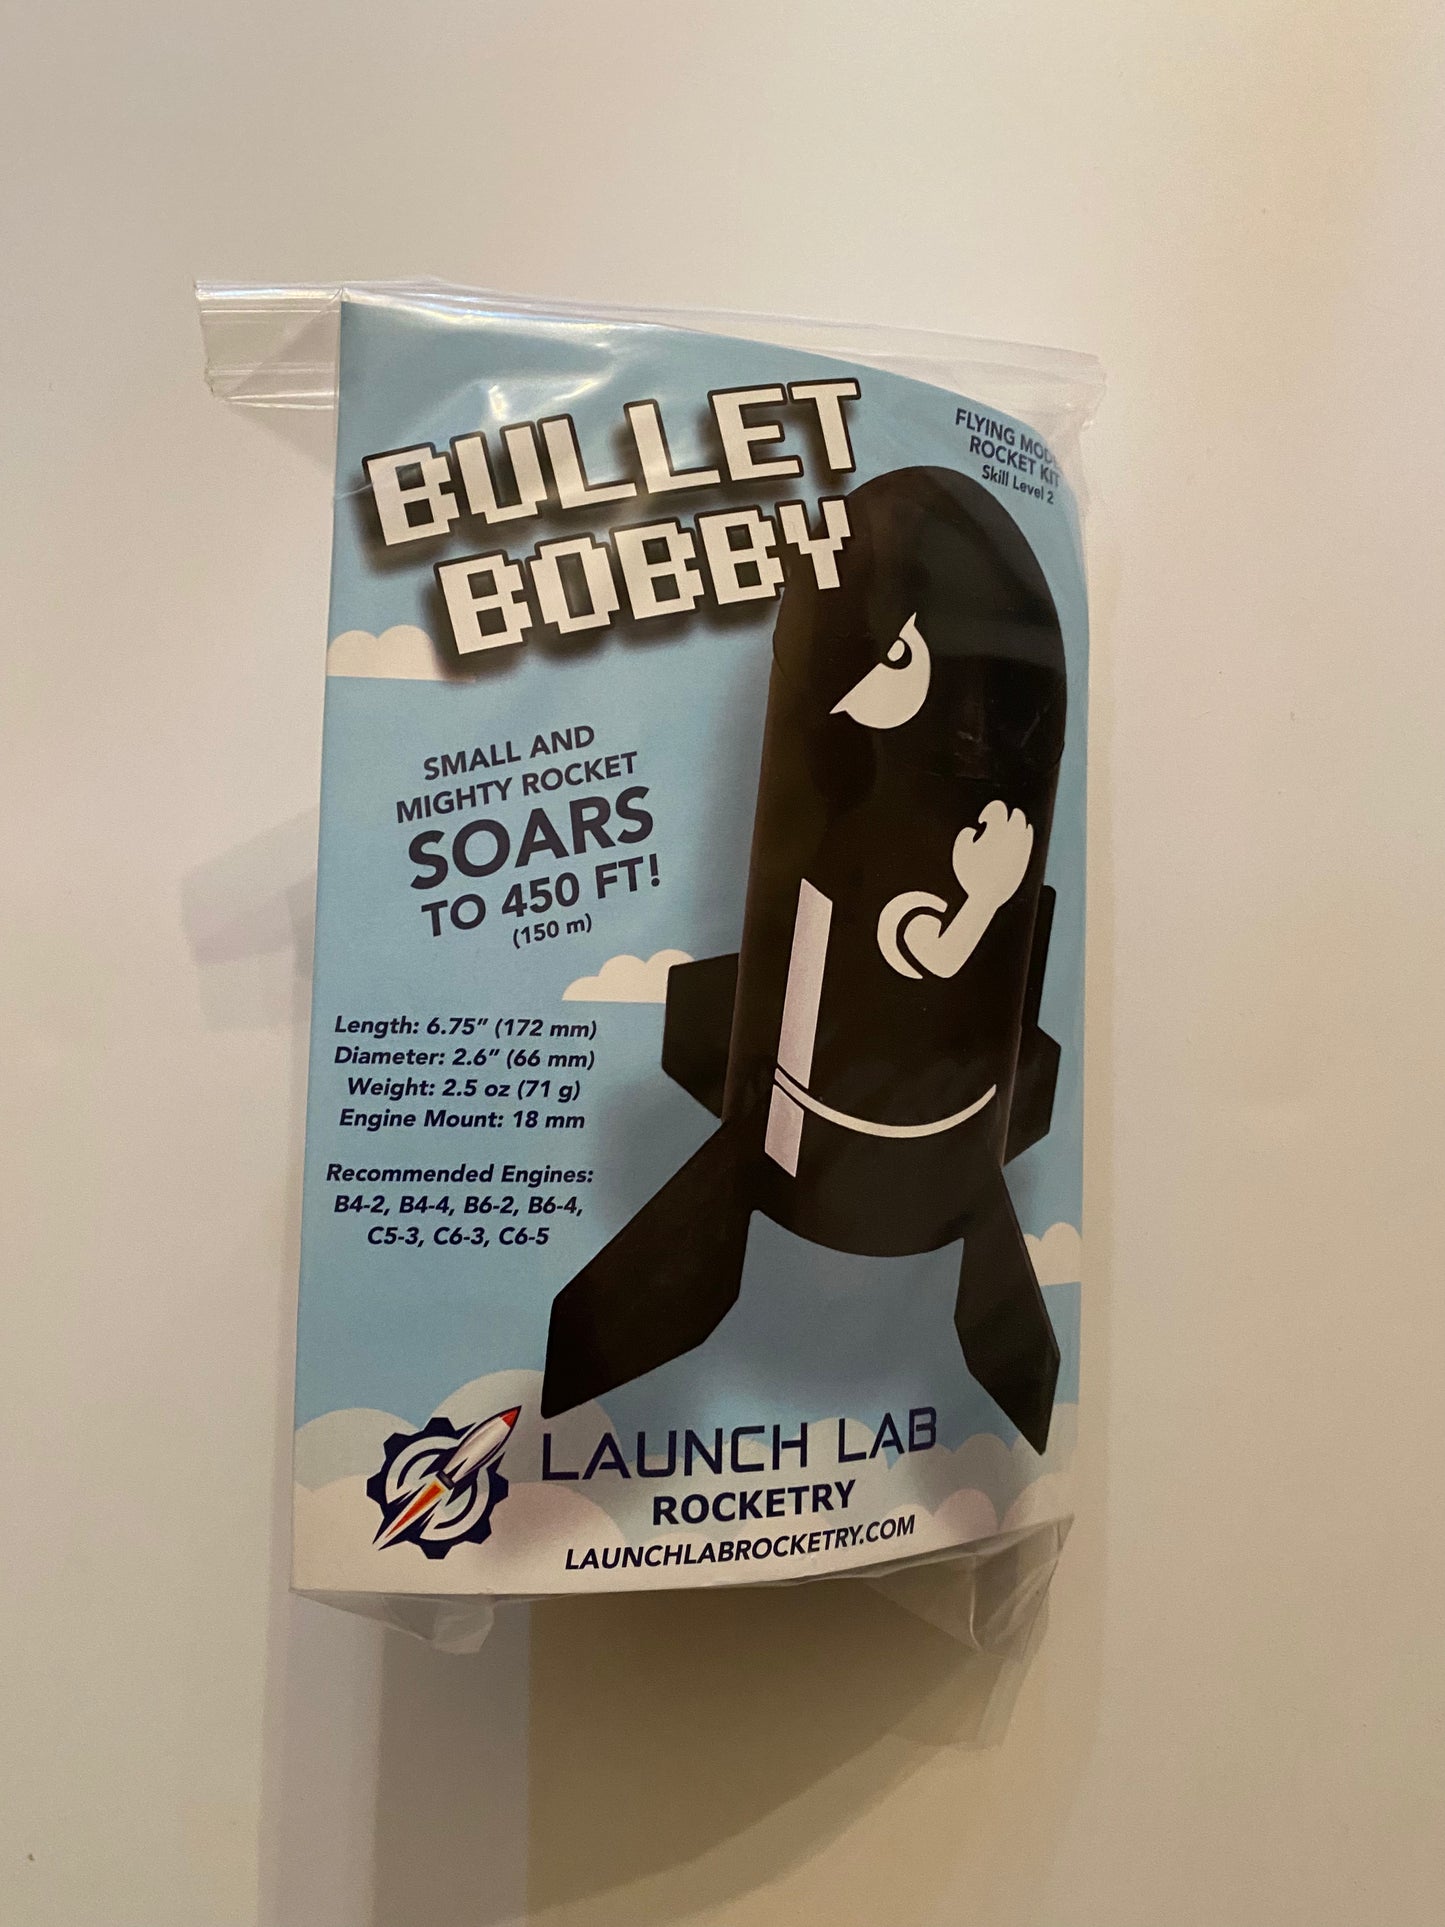 BULLET
BOBBY
FLYING MODE
ROCKET KIT
Skill Level 2
SMALL AND
MIGHTY ROCKET
SOARS
TO 450 FT!
(150 m)
Length: 6.75” (172 mm)
Diameter: 2.6” (66 mm)
Weight: 2.5 oz (71 g)
Engine Mount: 18 mm
Recommended Engines:
B4-2, B4-4, B6-2, B6-4,
C5-3, C6-3, C6-5
LAUNCH LAB
ROCKETRY
LAUNCHLABROCKETRY.COM